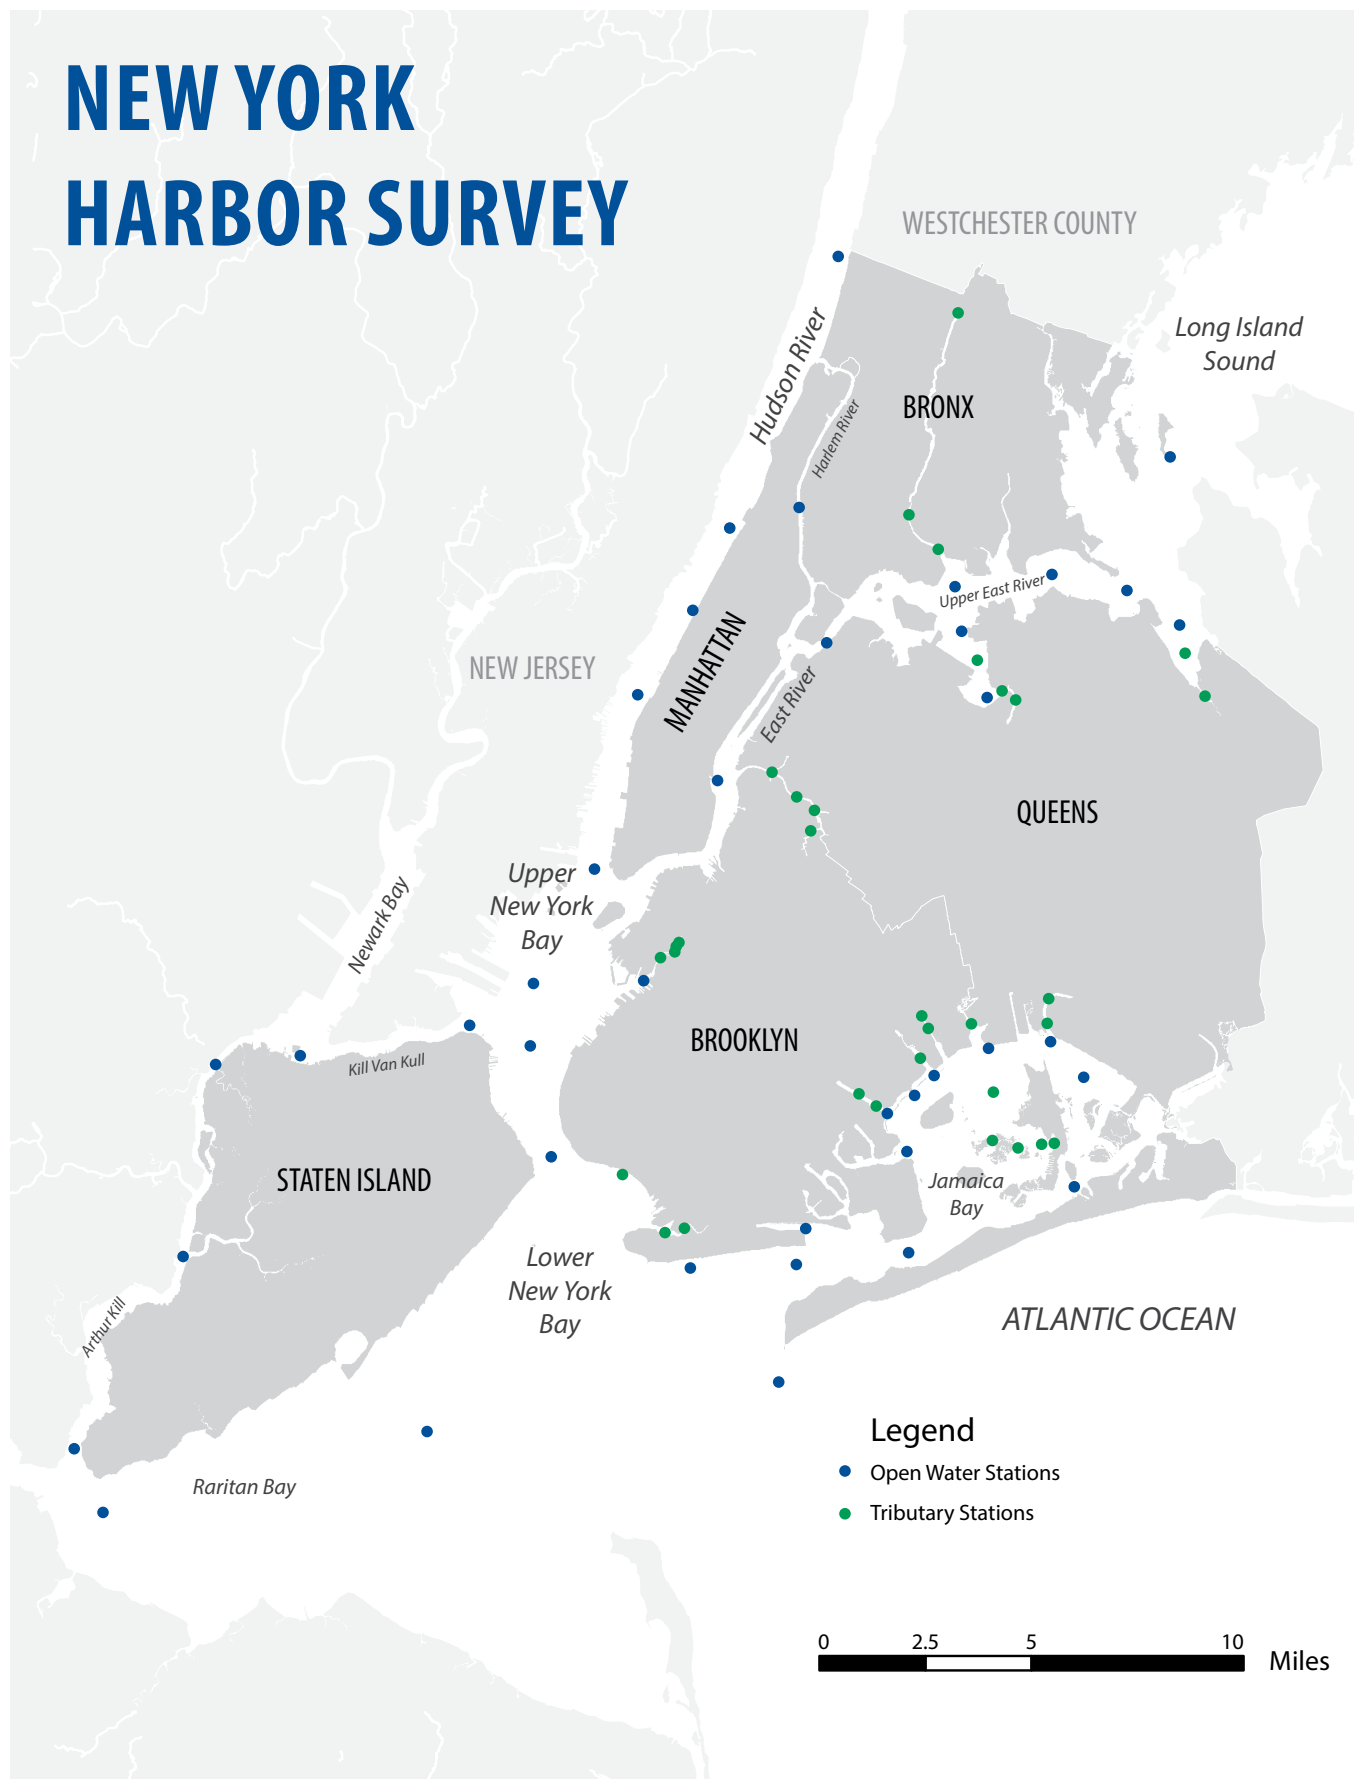 NEW YORK
HARBOR SURVEY
WESTCHESTER COUNTY
Long Island
Sound
Hudson River
BRONX
Harlem River
Upper East River
MANHATTAN
NEW JERSEY
East River
QUEENS
Upper
New York
Bay
Newark Bay
BROOKLYN
Kill Van Kull
STATEN ISLAND
Jamaica
Bay
Lower
New York
Bay
Arthur Kill
ATLANTIC OCEAN
Raritan Bay
Legend
Open Water Stations
Tributary Stations
0 2.5 5 10
Miles